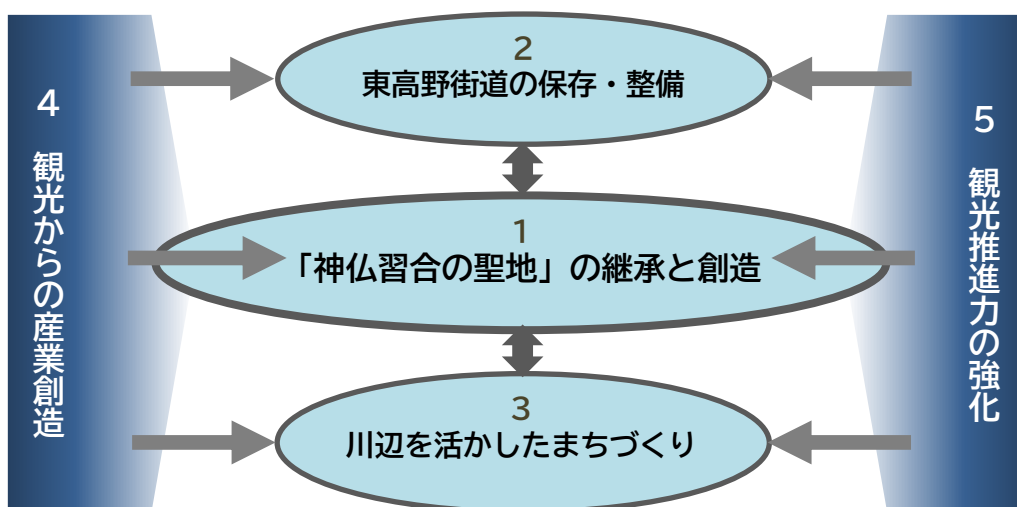 2
東高野街道の保存・整備
1
「神仏習合の聖地」の継承と創造
3
川辺を活かしたまちづくり
4 観光からの産業創造
5 観光推進力の強化